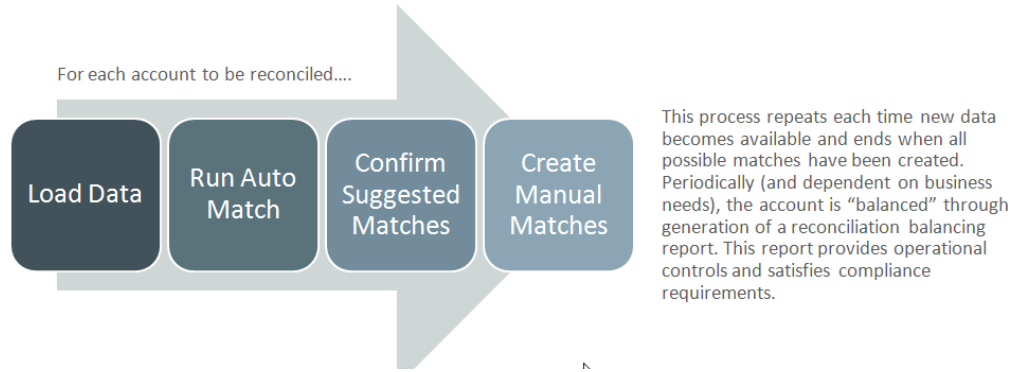 For each account to be reconciled....
Load Data
Run Auto
Match
Confirm
Suggested
Matches
Create
Manual
Matches
This process repeats each time new data
becomes available and ends when all
possible matches have been created.
Periodically (and dependent on business
needs), the account is “balanced” through
generation of a reconciliation balancing
report. This report provides operational
controls and satisfies compliance
requirements.